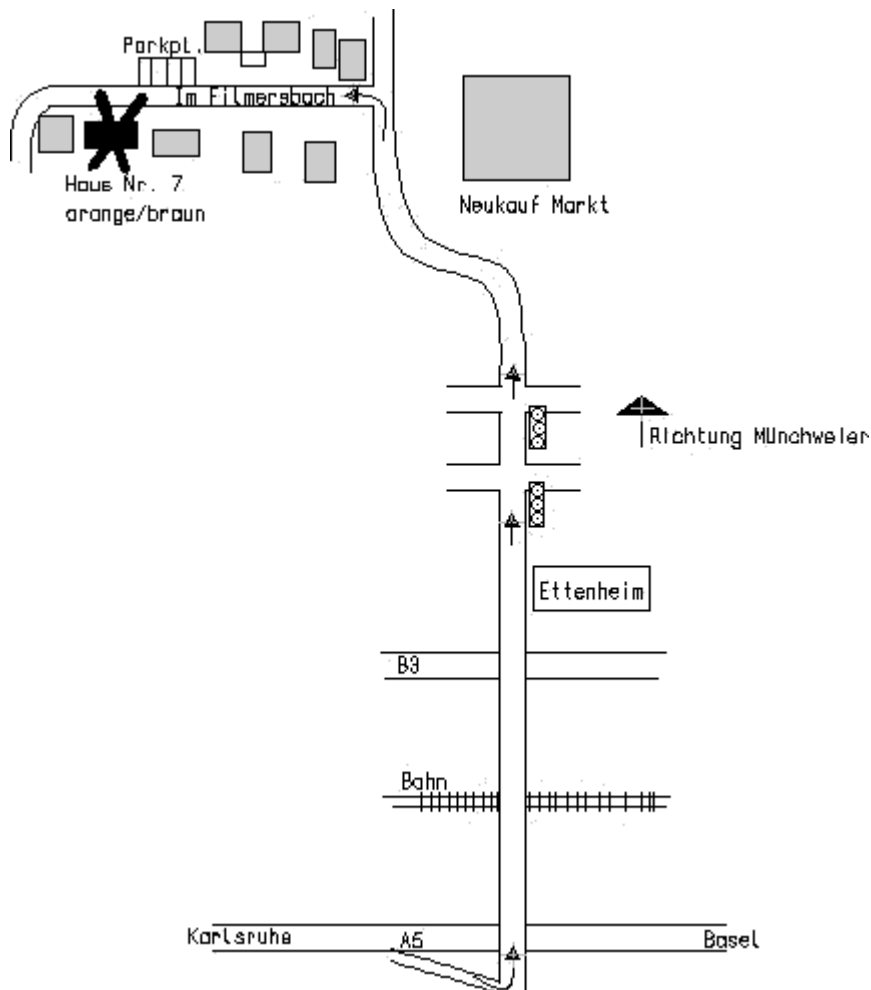 Parkpl.
Im Filmersbach
Haus Nr. 7
orange/braun
Neukauf Markt
Richtung Münchweier
Ettenheim
B3
Bahn
Karlsruhe
A5
Basel